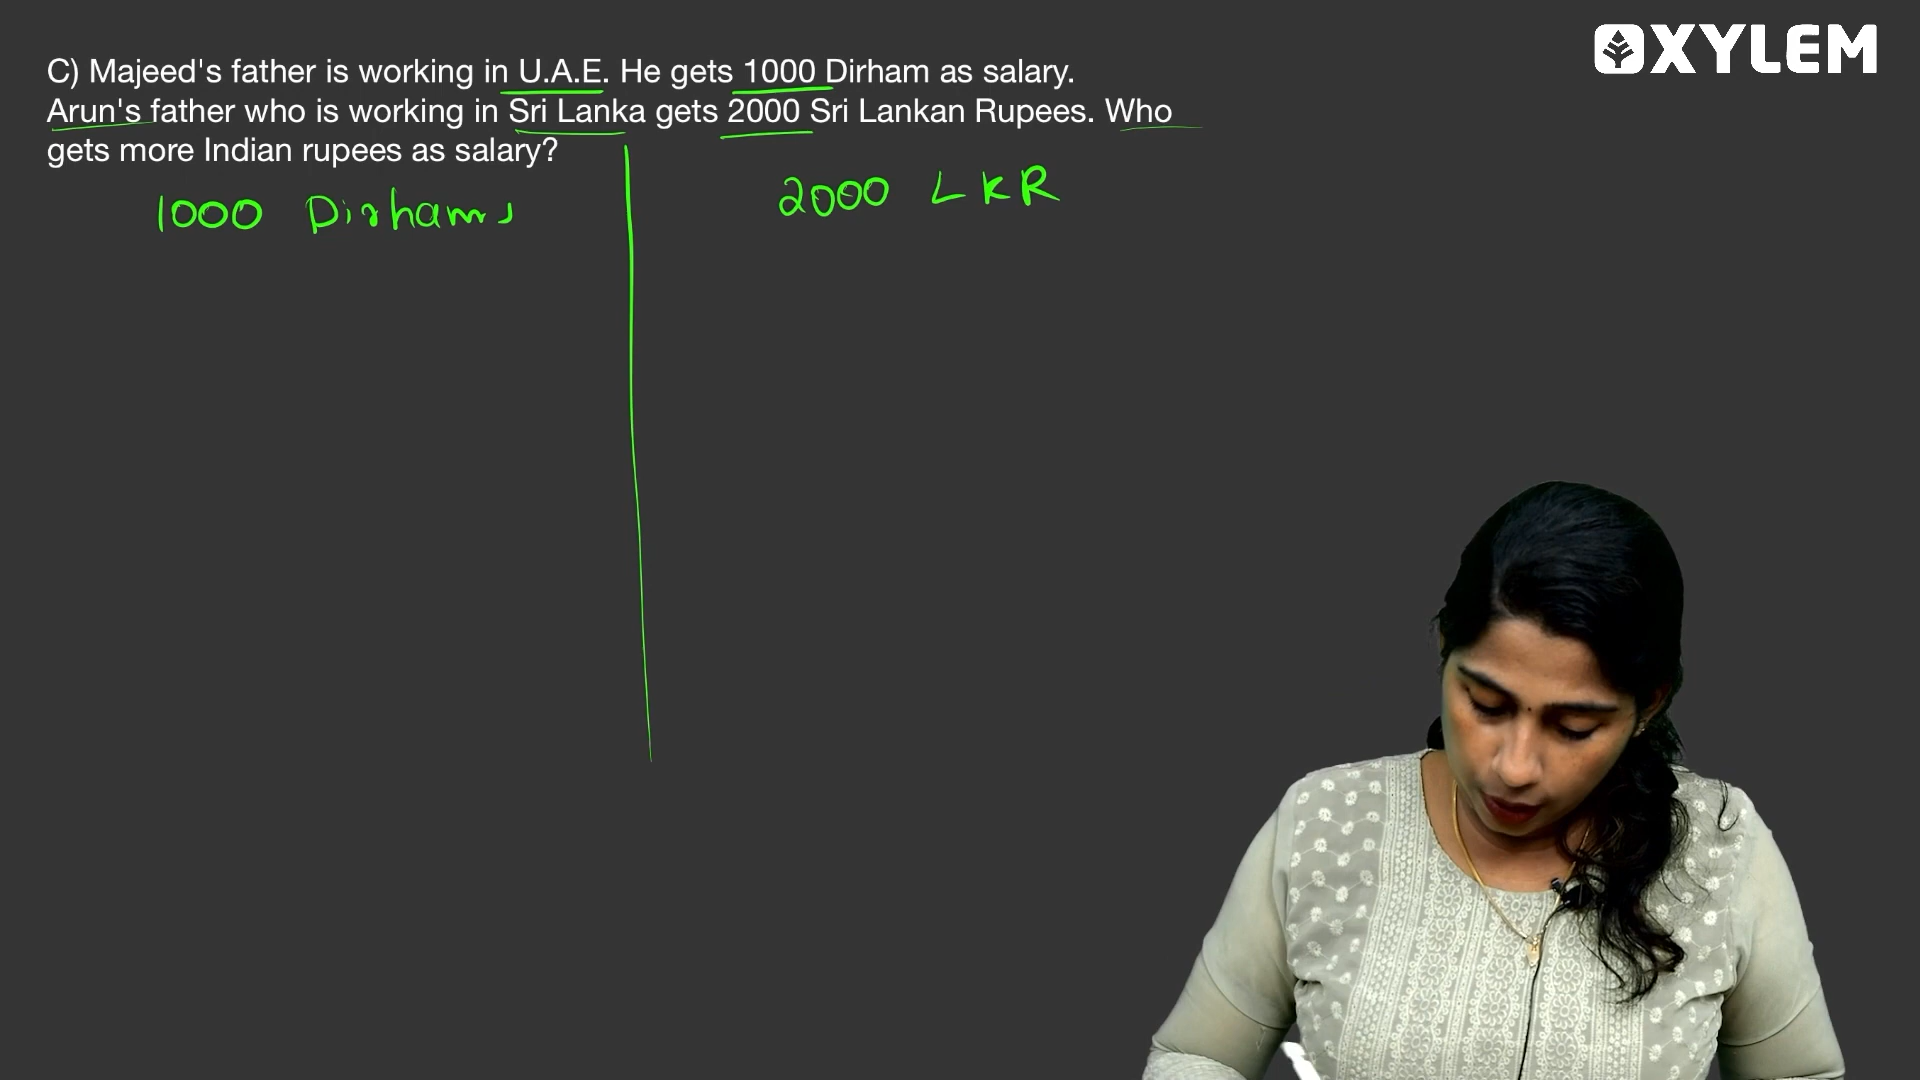 XYLEM
C) Majeed's father is working in U.A.E. He gets 1000 Dirham as salary.
Arun's father who is working in Sri Lanka gets 2000 Sri Lankan Rupees. Who
gets more Indian rupees as salary?
1000 Dirhams
2000 LKR